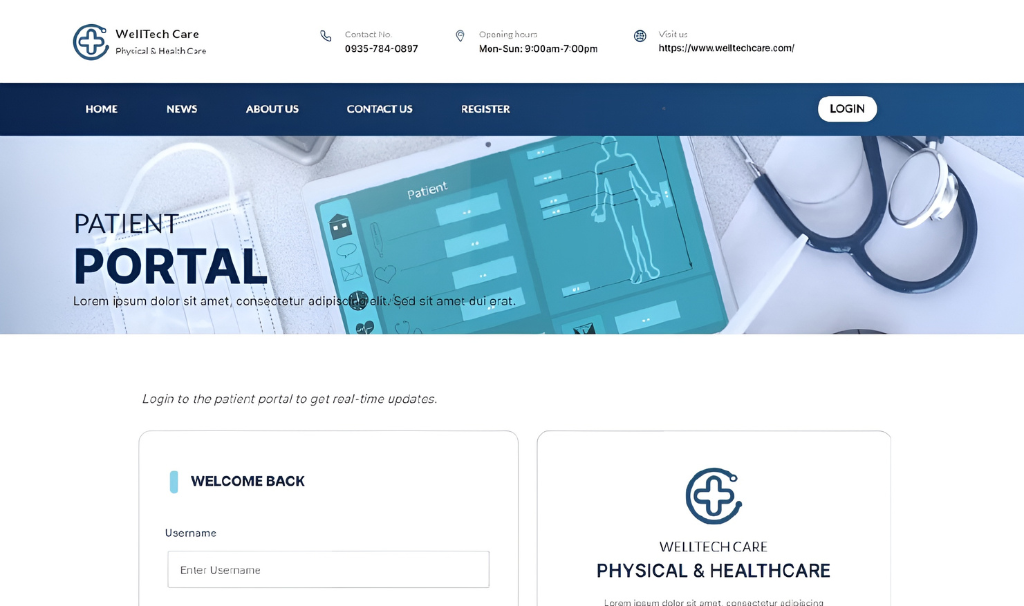 WellTech Care
Physical & Health Care
Contact No.
0935-784-0897
Opening hours
Mon-Sun: 9:00am-7:00pm
Visit us
https://www.welltechcare.com/
HOME NEWS ABOUT US CONTACT US REGISTER LOGIN
Patient
PATIENT
PORTAL
Lorem ipsum dolor sit amet, consectetur adipiscing elit. Sed sit amet dui erat.
Login to the patient portal to get real-time updates.
WELCOME BACK
Username
Enter Username
WELLTECH CARE
PHYSICAL & HEALTHCARE
Lorem ipsum dolor sit amet, consectetur adipiscing